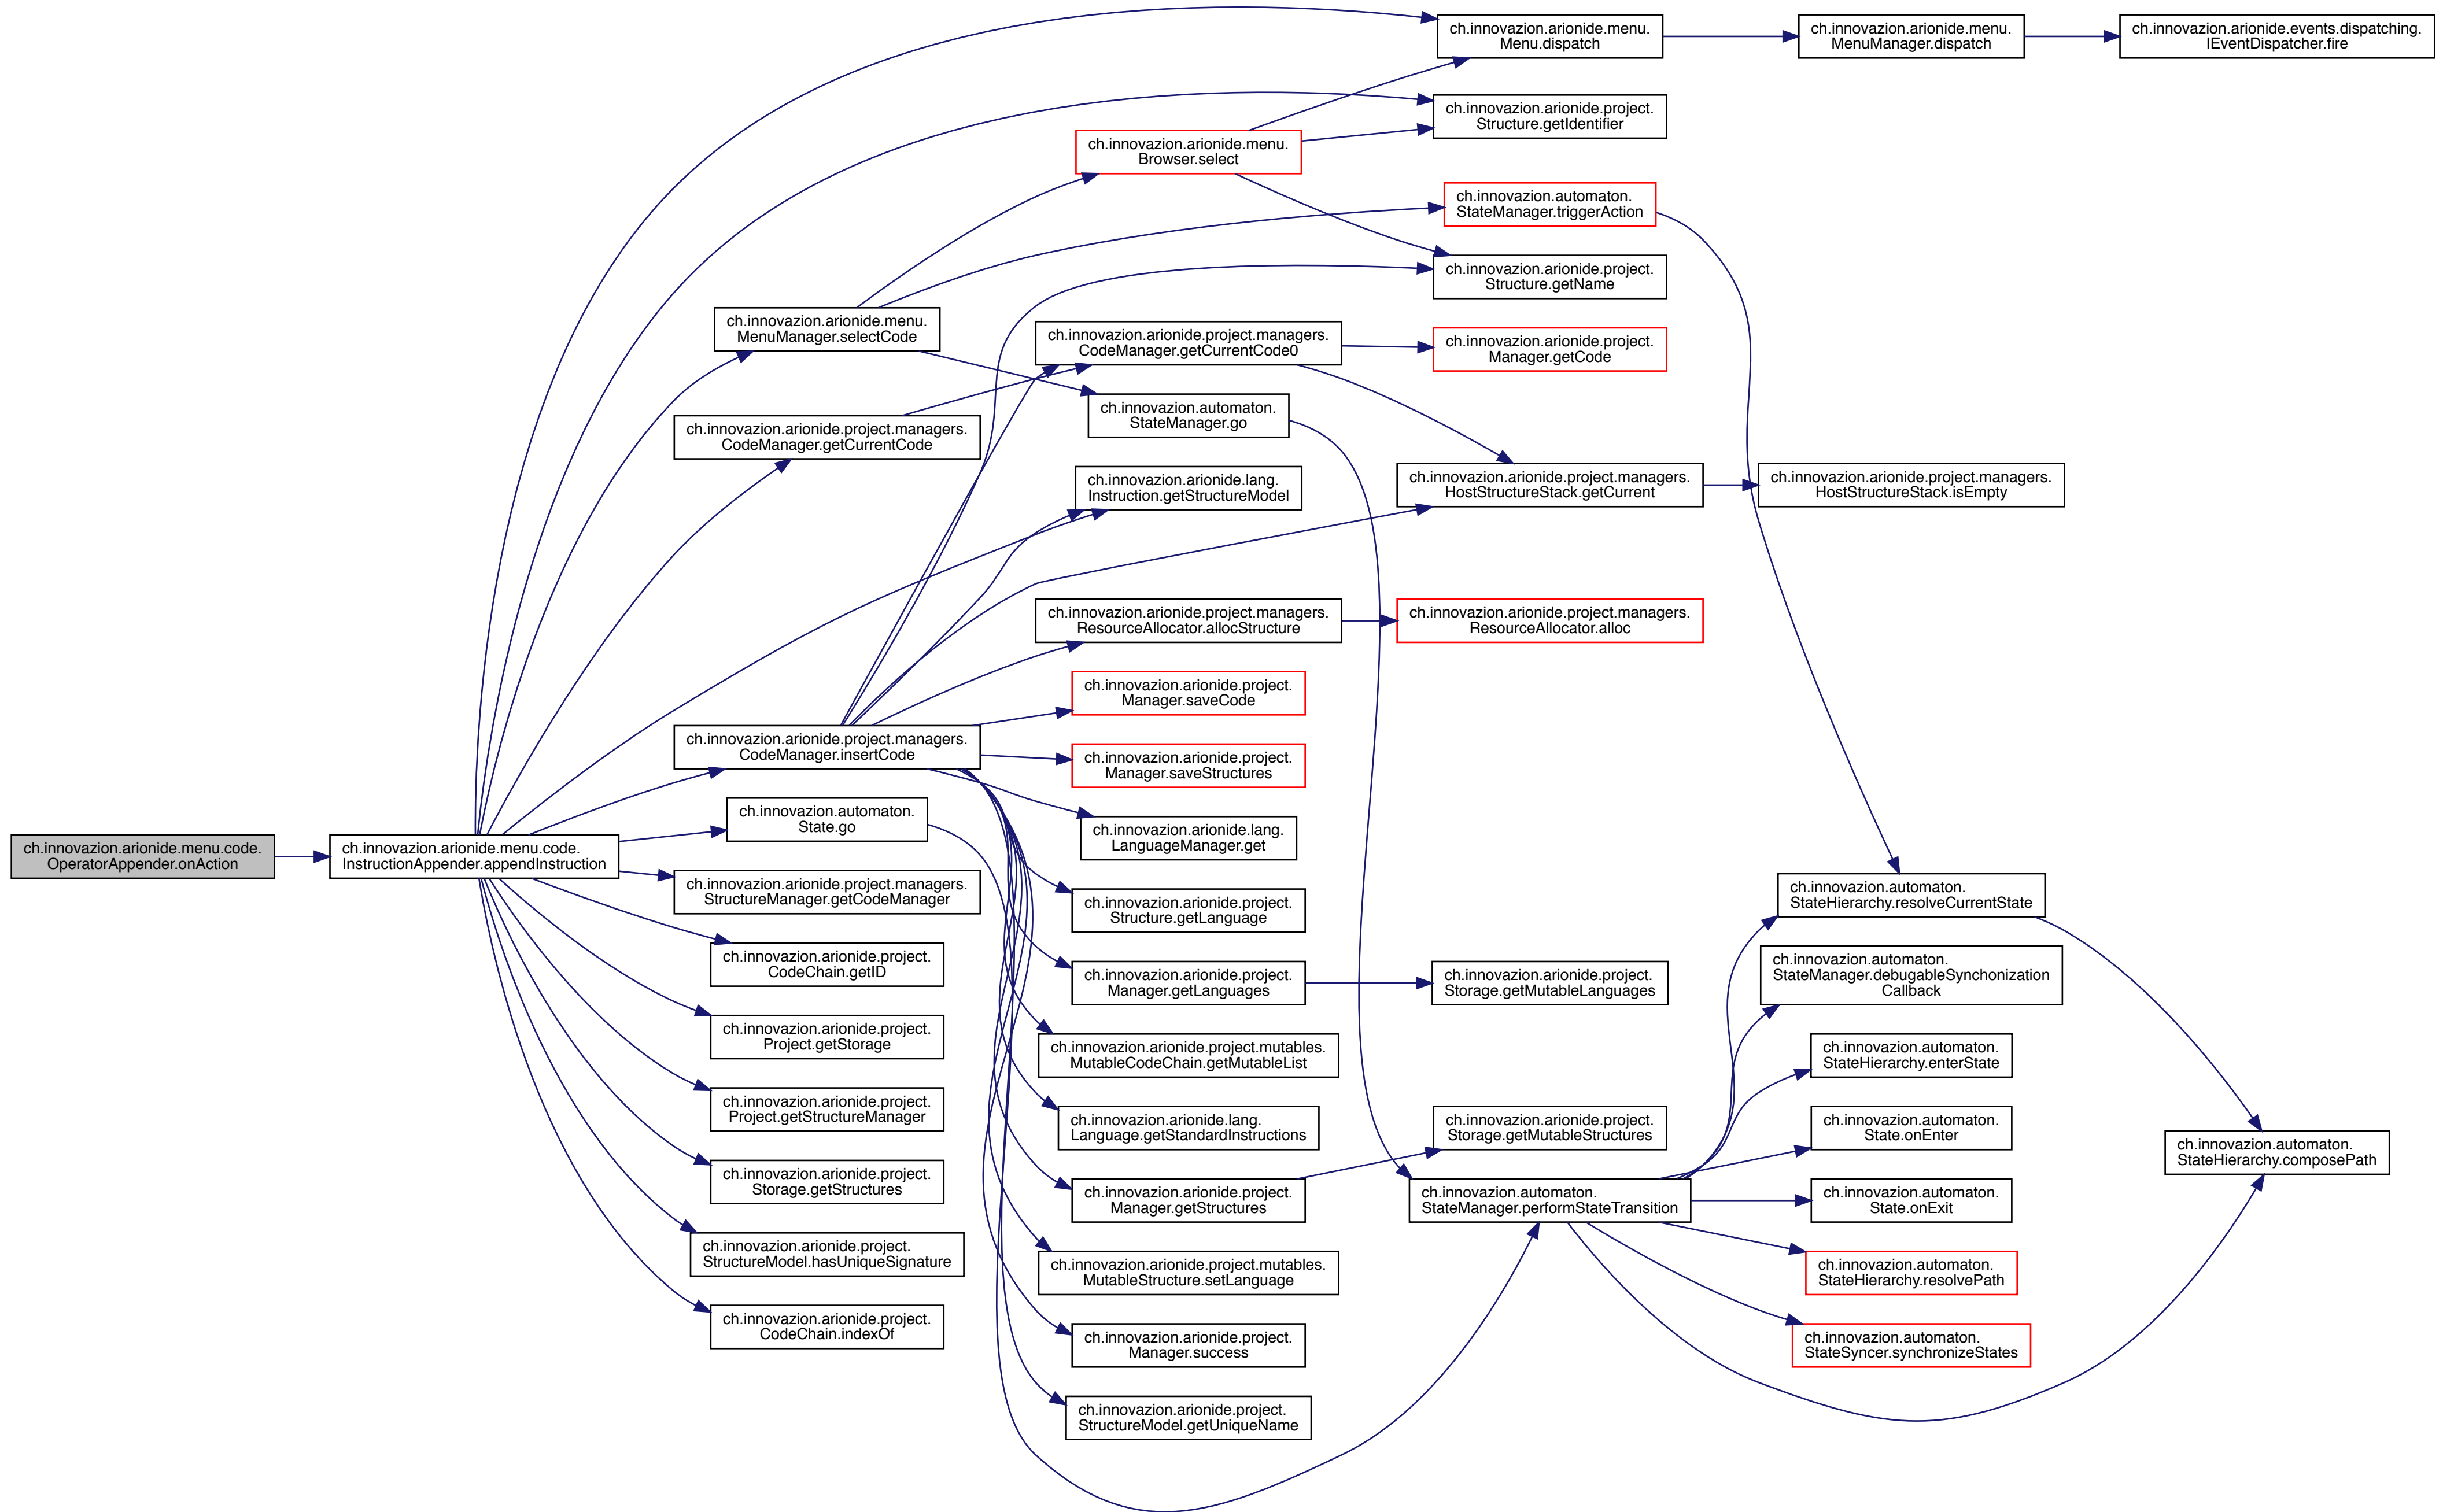 ch.innovazion.arionide.menu.code.
OperatorAppender.onAction
ch.innovazion.arionide.menu.code.
InstructionAppender.appendInstruction
ch.innovazion.arionide.menu.
MenuManager.selectCode
ch.innovazion.arionide.project.managers.
CodeManager.getCurrentCode
ch.innovazion.arionide.project.managers.
CodeManager.insertCode
ch.innovazion.automaton.
State.go
ch.innovazion.arionide.project.managers.
StructureManager.getCodeManager
ch.innovazion.arionide.project.
CodeChain.getID
ch.innovazion.arionide.project.
Project.getStorage
ch.innovazion.arionide.project.
Project.getStructureManager
ch.innovazion.arionide.project.
Storage.getStructures
ch.innovazion.arionide.project.
StructureModel.hasUniqueSignature
ch.innovazion.arionide.project.
CodeChain.indexOf
ch.innovazion.arionide.menu.
Browser.select
ch.innovazion.arionide.project.managers.
CodeManager.getCurrentCode0
ch.innovazion.automaton.
StateManager.go
ch.innovazion.arionide.lang.
Instruction.getStructureModel
ch.innovazion.arionide.project.managers.
ResourceAllocator.allocStructure
ch.innovazion.arionide.project.
Manager.saveCode
ch.innovazion.arionide.project.
Manager.saveStructures
ch.innovazion.arionide.lang.
LanguageManager.get
ch.innovazion.arionide.project.
Structure.getLanguage
ch.innovazion.arionide.project.
Manager.getLanguages
ch.innovazion.arionide.project.mutables.
MutableCodeChain.getMutableList
ch.innovazion.arionide.lang.
Language.getStandardInstructions
ch.innovazion.arionide.project.
Manager.getStructures
ch.innovazion.arionide.project.mutables.
MutableStructure.setLanguage
ch.innovazion.arionide.project.
Manager.success
ch.innovazion.arionide.project.
StructureModel.getUniqueName
ch.innovazion.arionide.menu.
Menu.dispatch
ch.innovazion.arionide.project.
Structure.getIdentifier
ch.innovazion.automaton.
StateManager.triggerAction
ch.innovazion.arionide.project.
Structure.getName
ch.innovazion.arionide.project.
Manager.getCode
ch.innovazion.arionide.project.managers.
HostStructureStack.getCurrent
ch.innovazion.arionide.project.managers.
ResourceAllocator.alloc
ch.innovazion.arionide.project.
Storage.getMutableLanguages
ch.innovazion.arionide.project.
Storage.getMutableStructures
ch.innovazion.automaton.
StateManager.performStateTransition
ch.innovazion.arionide.menu.
MenuManager.dispatch
ch.innovazion.arionide.project.managers.
HostStructureStack.isEmpty
ch.innovazion.automaton.
StateHierarchy.resolveCurrentState
ch.innovazion.automaton.
StateManager.debugableSynchonization
Callback
ch.innovazion.automaton.
StateHierarchy.enterState
ch.innovazion.automaton.
State.onEnter
ch.innovazion.automaton.
State.onExit
ch.innovazion.automaton.
StateHierarchy.resolvePath
ch.innovazion.automaton.
StateSyncer.synchronizeStates
ch.innovazion.arionide.events.dispatching.
IEventDispatcher.fire
ch.innovazion.automaton.
StateHierarchy.composePath